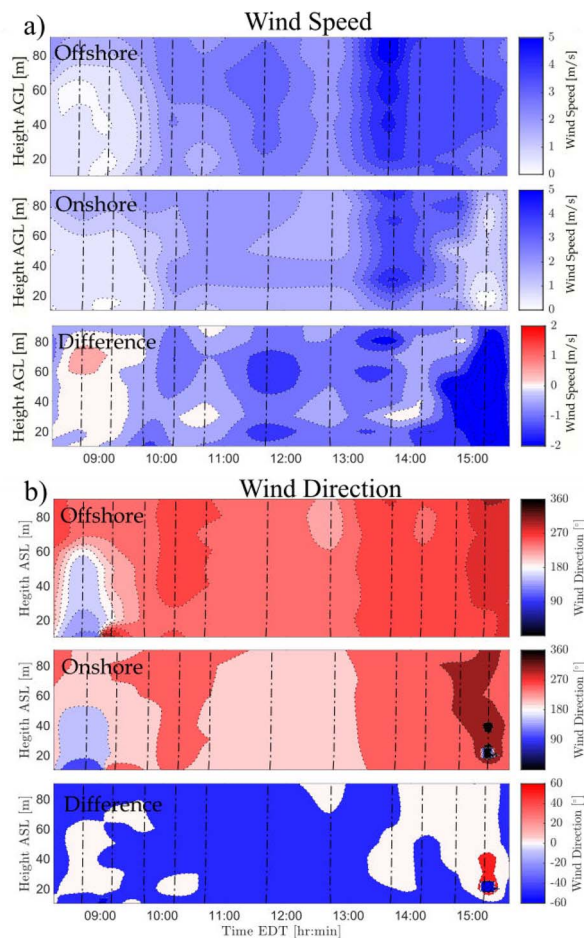 a) Wind Speed
Offshore
Height AGL [m]
80
60
40
20
5
4
3
2
1
0
Wind Speed [m/s]
Onshore
Height AGL [m]
80
60
40
20
5
4
3
2
1
0
Wind Speed [m/s]
Difference
Height AGL [m]
80
60
40
20
2
1
0
-1
-2
Wind Speed [m/s]
09:00 10:00 11:00 12:00 13:00 14:00 15:00
b) Wind Direction
Offshore
Hegith ASL [m]
80
60
40
20
360
270
180
90
Wind Direction [°]
Onshore
Hegith ASL [m]
80
60
40
20
360
270
180
90
Wind Direction [°]
Difference
Height ASL [m]
80
60
40
20
60
40
20
0
-20
-40
-60
Wind Direction [°]
09:00 10:00 11:00 12:00 13:00 14:00 15:00
Time EDT [hr:min]